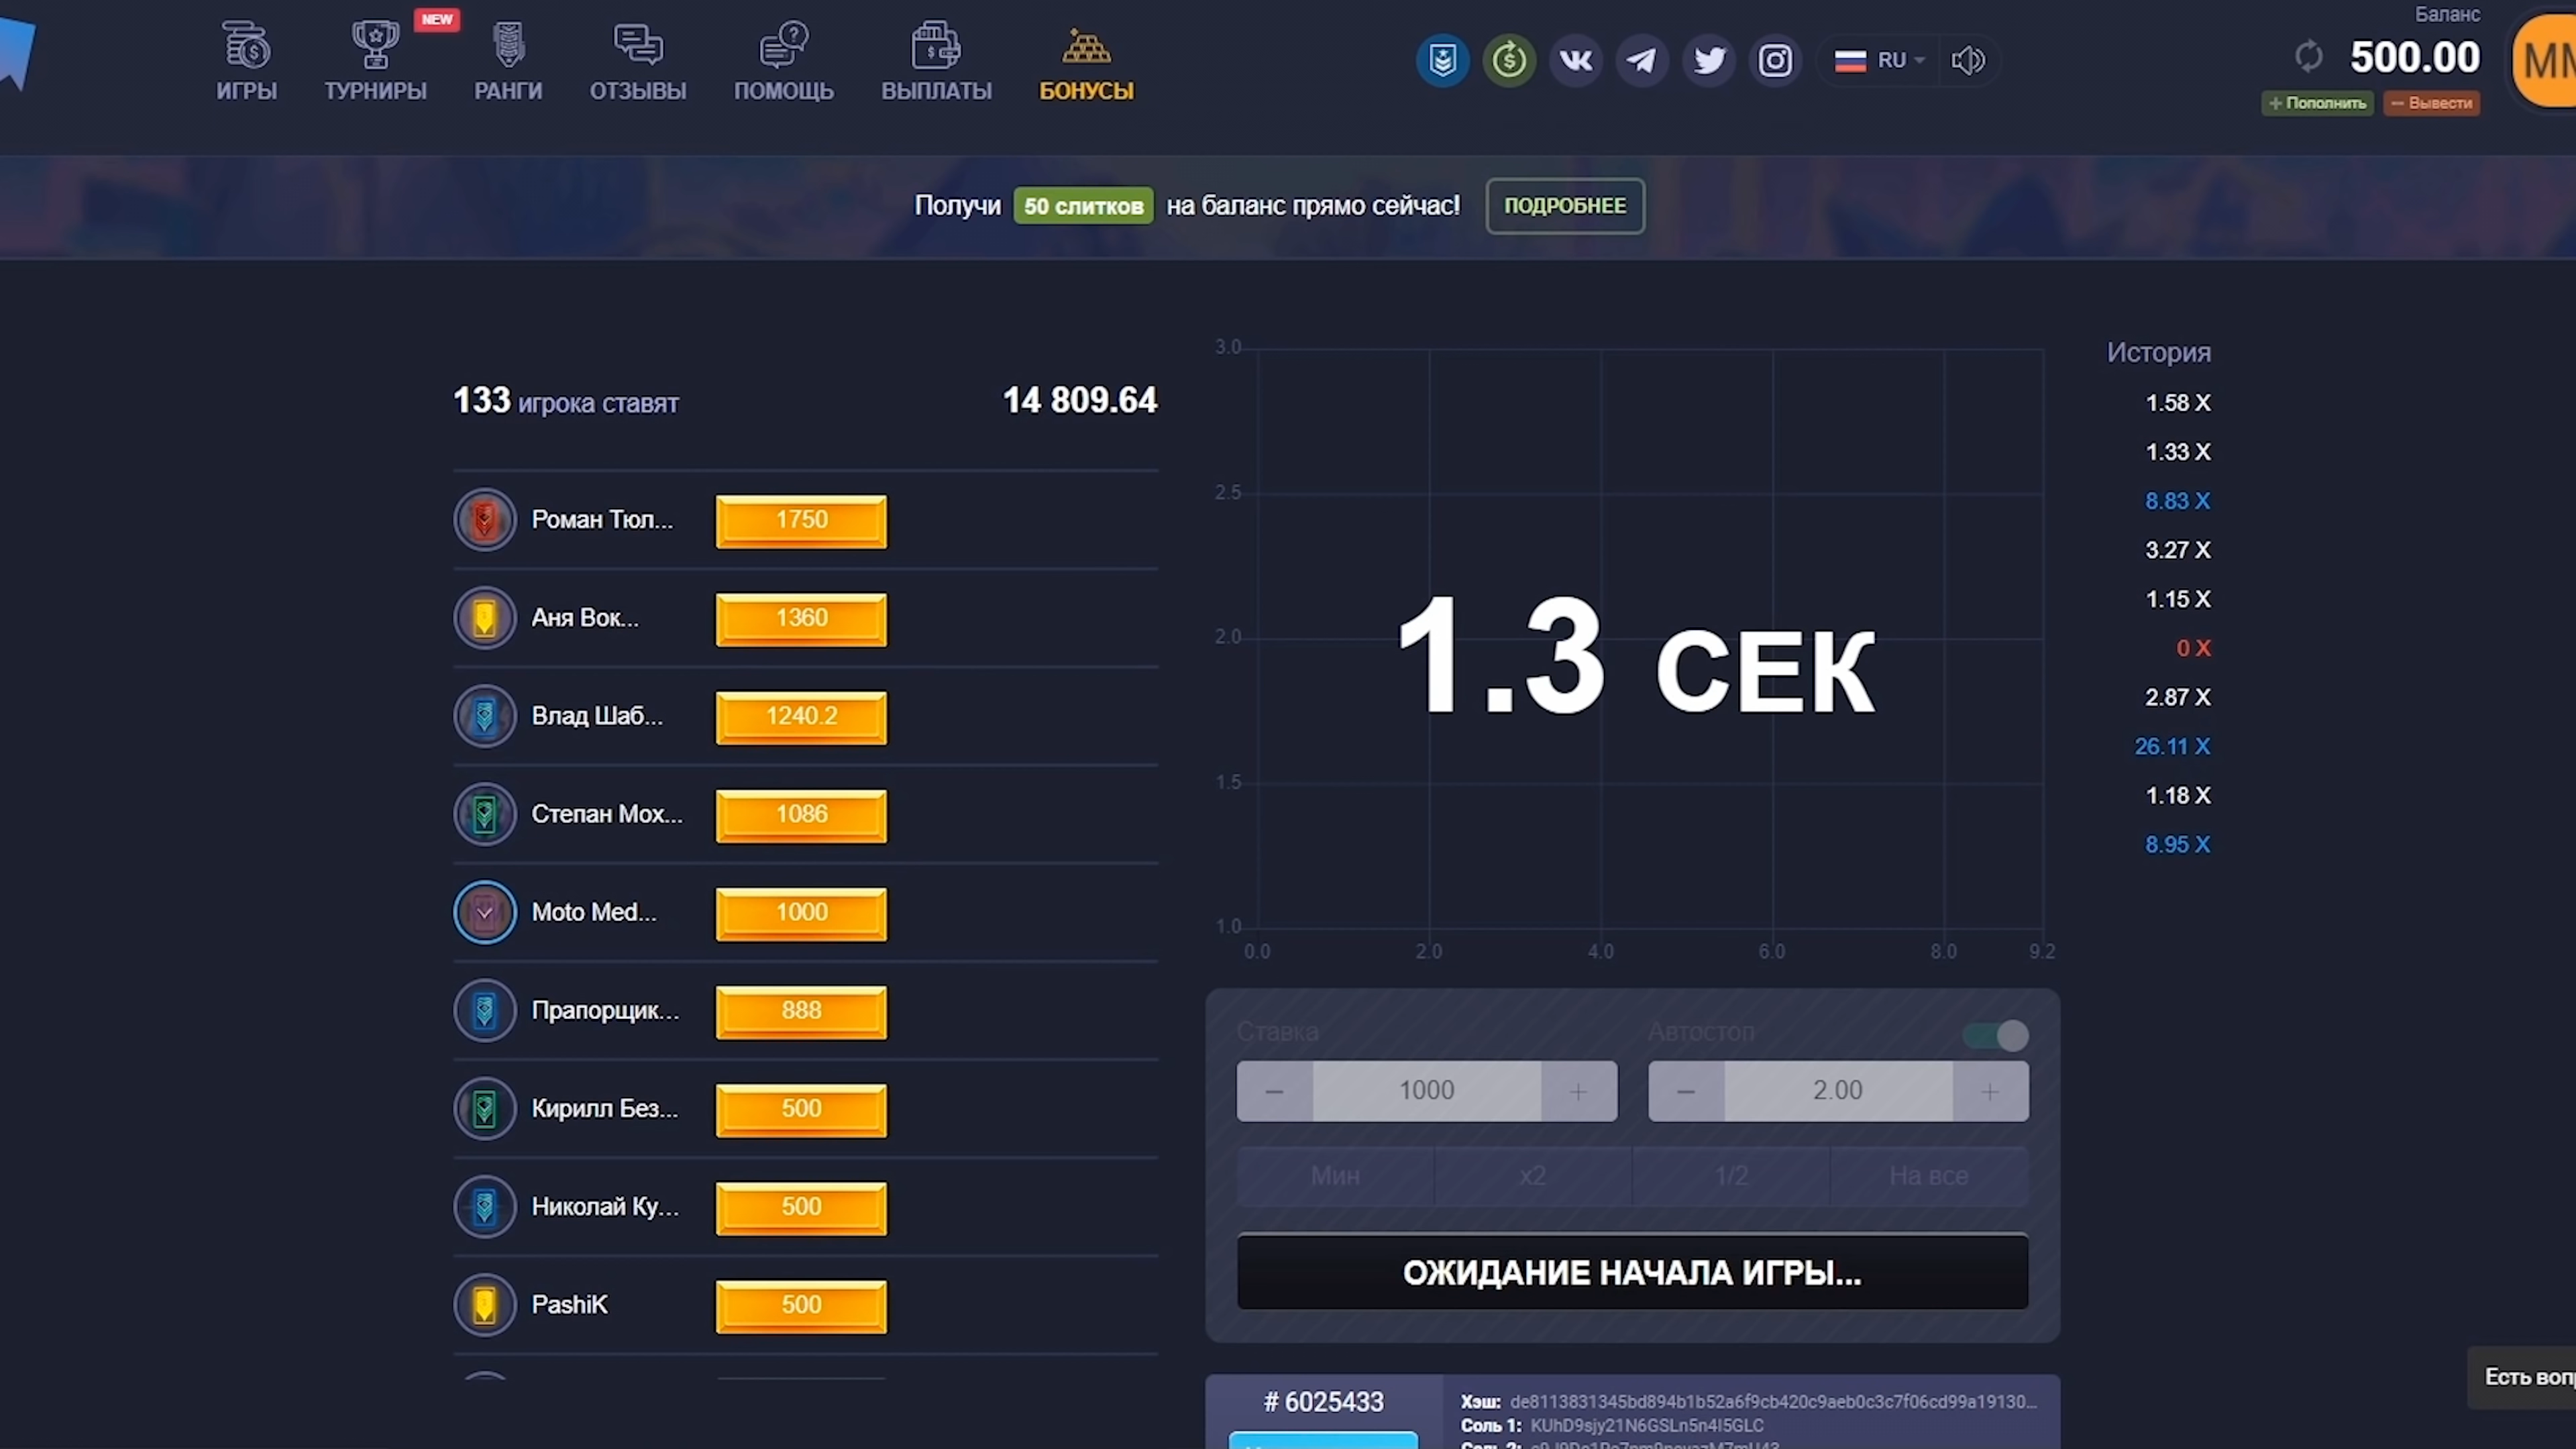 Баланс
500.00
ММ
+ Пополнить
− Вывести
NEW
ИГРЫ
ТУРНИРЫ
РАНГИ
ОТЗЫВЫ
ПОМОЩЬ
ВЫПЛАТЫ
БОНУСЫ
RU
Получи 50 слитков на баланс прямо сейчас! ПОДРОБНЕЕ
133 игрока ставят 14 809.64
Роман Тюл... 1750
Аня Вок... 1360
Влад Шаб... 1240.2
Степан Мох... 1086
Moto Med... 1000
Прапорщик... 888
Кирилл Без... 500
Николай Ку... 500
PashiK 500
3.0
2.5
2.0
1.5
1.0
0.0 2.0 4.0 6.0 8.0 9.2
1.3 СЕК
История
1.58 X
1.33 X
8.83 X
3.27 X
1.15 X
0 X
2.87 X
26.11 X
1.18 X
8.95 X
Ставка Автостоп
− 1000 + − 2.00 +
Мин x2 1/2 На все
ОЖИДАНИЕ НАЧАЛА ИГРЫ...
# 6025433
Хэш: de8113831345bd894b1b52a6f9cb420c9aeb0c3c7f06cd99a19130...
Соль 1: KUhD9sjy21N6GSLn5n4I5GLC
Есть